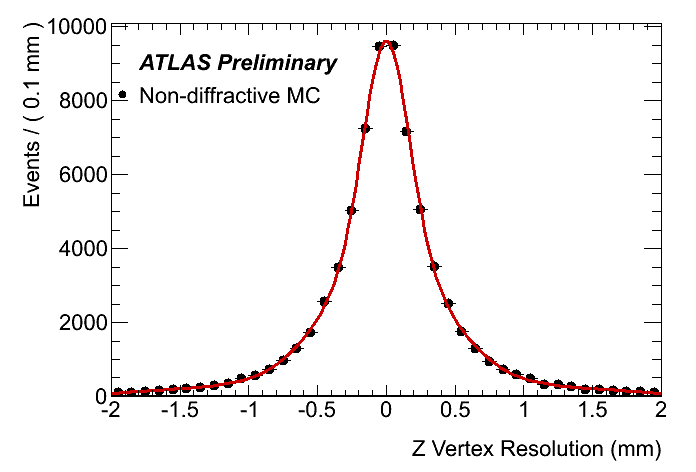 10000
ATLAS Preliminary
Non-diffractive MC
8000
6000
4000
2000
0
Events / ( 0.1 mm )
-2 -1.5 -1 -0.5 0 0.5 1 1.5 2
Z Vertex Resolution (mm)